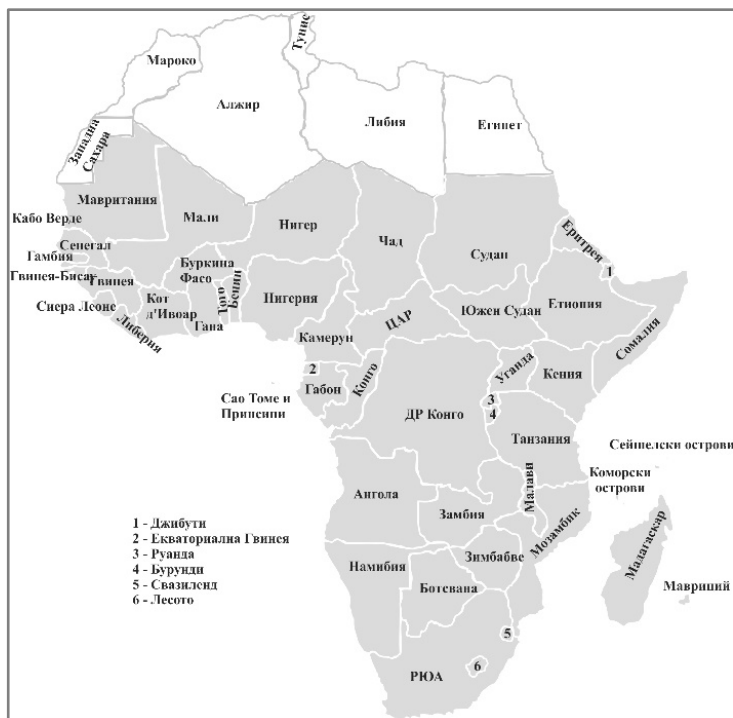 Тунис
Мароко
Алжир
Либия
Египет
Западна
Сахара
Мавритания
Мали
Нигер
Чад
Судан
Еритрея
1
Кабо Верде
Сенегал
Гамбия
Гвинея-Бисау
Гвинея
Сиера Леоне
Либерия
Кот
д'Ивоар
Буркина
Фасо
Гана
Того
Бенин
Нигерия
Камерун
ЦАР
Южен Судан
Етиопия
Сомалия
2
Габон
Конго
Сао Томе и
Принсипи
ДР Конго
Уганда
Кения
3
4
Танзания
Сейшелски острови
Коморски
острови
Ангола
Замбия
Малави
Мозамбик
Мадагаскар
Мавриций
Намибия
Зимбабве
Ботсвана
5
6
РЮА
1 - Джибути
2 - Екваториална Гвинея
3 - Руанда
4 - Бурунди
5 - Свазиленд
6 - Лесото